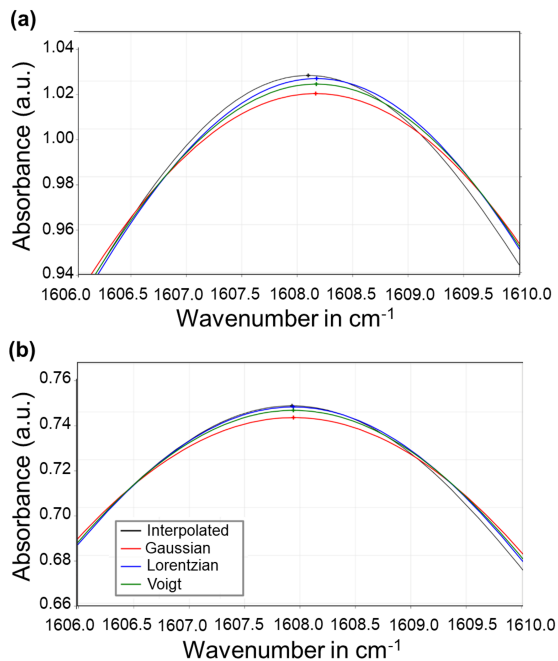 (a)
Absorbance (a.u.)
1.04
1.02
1.00
0.98
0.96
0.94
1606.0 1606.5 1607.0 1607.5 1608.0 1608.5 1609.0 1609.5 1610.0
Wavenumber in cm⁻¹
(b)
Absorbance (a.u.)
0.76
0.74
0.72
0.70
0.68
0.66
Interpolated
Gaussian
Lorentzian
Voigt
1606.0 1606.5 1607.0 1607.5 1608.0 1608.5 1609.0 1609.5 1610.0
Wavenumber in cm⁻¹